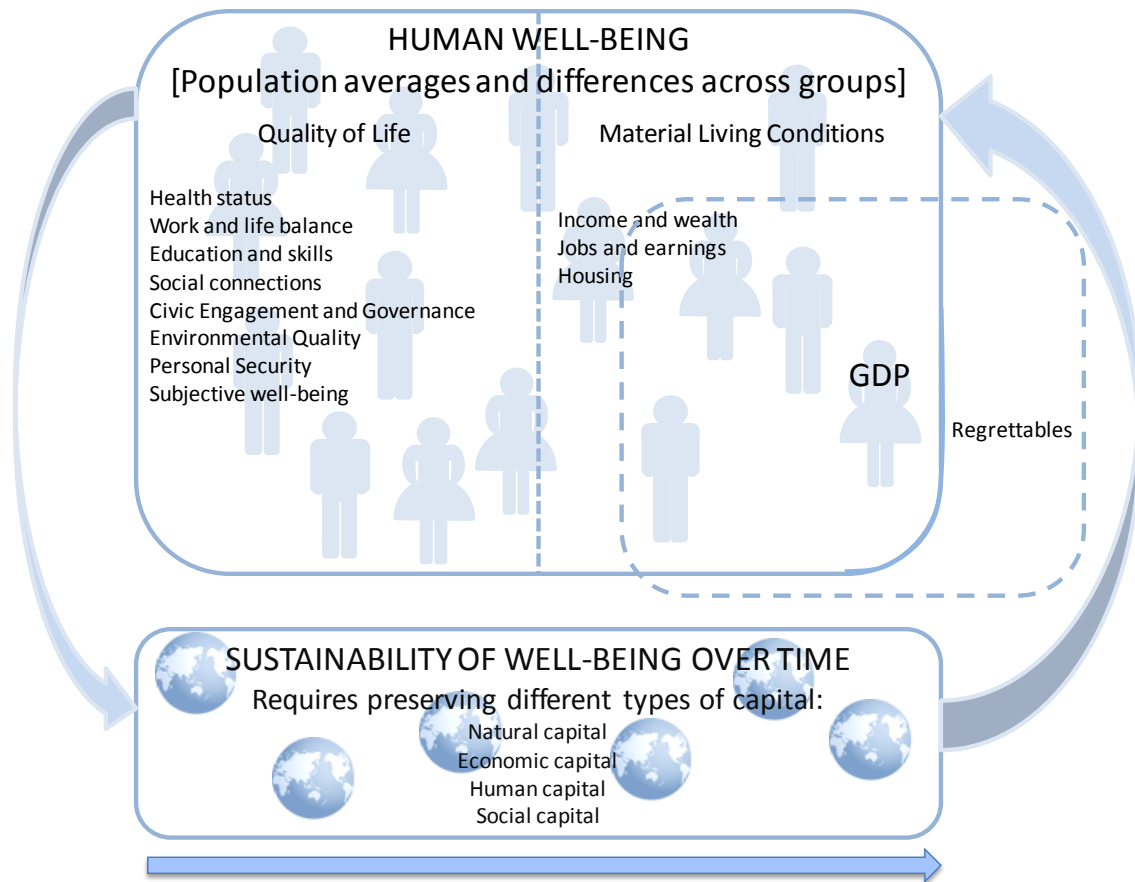 HUMAN WELL-BEING
[Population averages and differences across groups]
Quality of Life
Material Living Conditions
Health status
Work and life balance
Education and skills
Social connections
Civic Engagement and Governance
Environmental Quality
Personal Security
Subjective well-being
Income and wealth
Jobs and earnings
Housing
GDP
Regrettables
SUSTAINABILITY OF WELL-BEING OVER TIME
Requires preserving different types of capital:
Natural capital
Economic capital
Human capital
Social capital